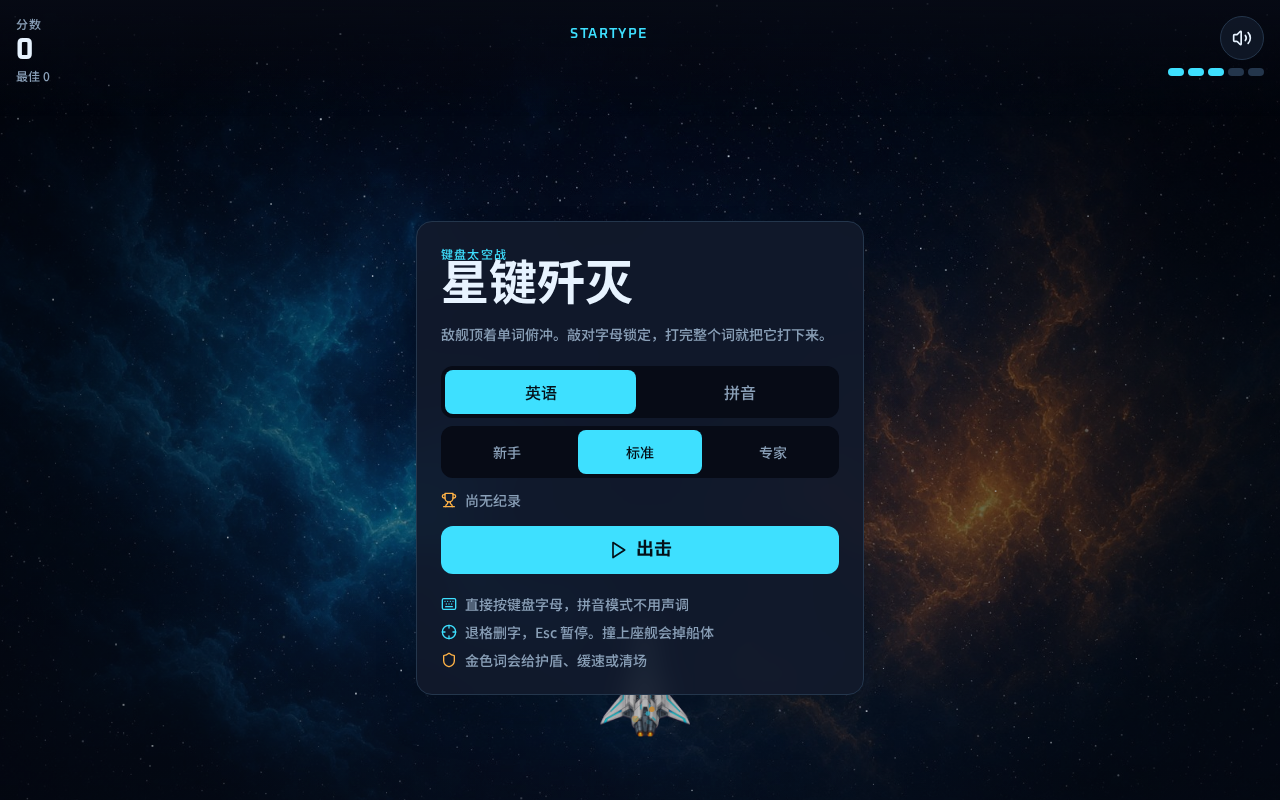 分数
0
最佳 0
STARTYPE
键盘太空战
星键歼灭
敌舰顶着单词俯冲。敲对字母锁定，打完整个词就把它打下来。
英语
拼音
新手
标准
专家
尚无纪录
出击
直接按键盘字母，拼音模式不用声调
退格删字，Esc 暂停。撞上座舰会掉船体
金色词会给护盾、缓速或清场